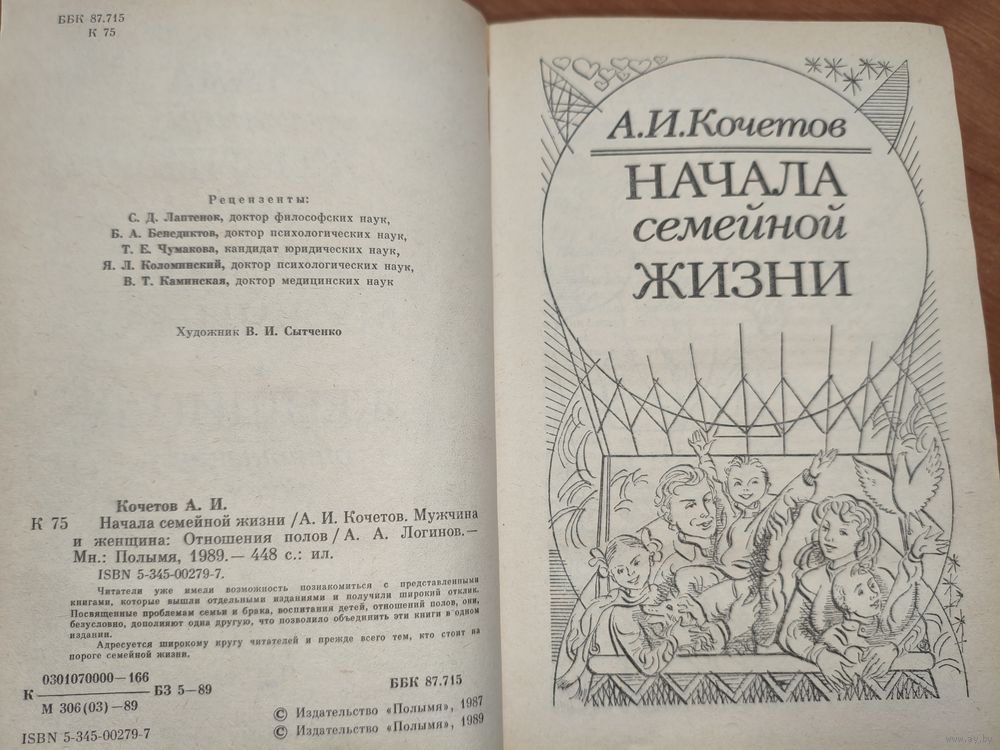 ББК 87.715
К 75
Рецензенты:
С. Д. Лаптенок, доктор философских наук,
Б. А. Бенедиктов, доктор психологических наук,
Т. Е. Чумакова, кандидат юридических наук,
Я. Л. Коломинский, доктор психологических наук,
В. Т. Каминская, доктор медицинских наук
Художник В. И. Сытченко
Кочетов А. И.
К 75 Начала семейной жизни /А. И. Кочетов. Мужчина
и женщина: Отношения полов / А. А. Логинов.—
Мн.: Полымя, 1989.— 448 с.: ил.
ISBN 5-345-00279-7.
Читатели уже имели возможность познакомиться с представленными
книгами, которые вышли отдельными изданиями и получили широкий отклик.
Посвященные проблемам семьи и брака, воспитания детей, отношений полов, они,
безусловно, дополняют одна другую, что позволило объединить эти книги в одном
издании.
Адресуется широкому кругу читателей и прежде всего тем, кто стоит на
пороге семейной жизни.
0301070000—166
К БЗ 5—89
М 306(03)—89
ББК 87.715
ISBN 5-345-00279-7
© Издательство «Полымя», 1987
© Издательство «Полымя», 1989
А.И.Кочетов
НАЧАЛА
семейной
ЖИЗНИ
www.ay.by